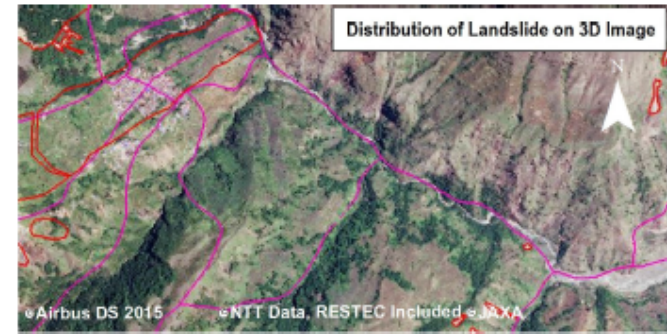 Distribution of Landslide on 3D Image
N
©Airbus DS 2015 ©NTT Data, RESTEC Included ©JAXA